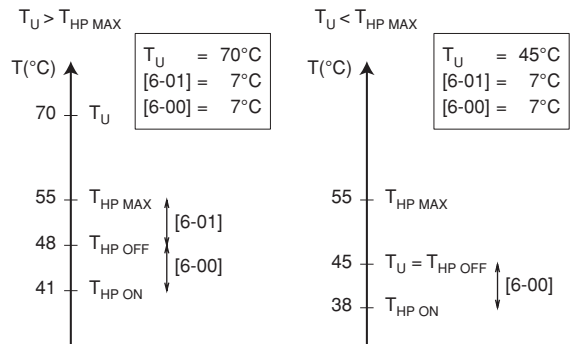 T_U > T_HP MAX
T_U = 70°C
[6-01] = 7°C
[6-00] = 7°C
T(°C)
70 T_U
55 T_HP MAX
[6-01]
48 T_HP OFF
[6-00]
41 T_HP ON
T_U < T_HP MAX
T_U = 45°C
[6-01] = 7°C
[6-00] = 7°C
T(°C)
55 T_HP MAX
45 T_U = T_HP OFF
[6-00]
38 T_HP ON